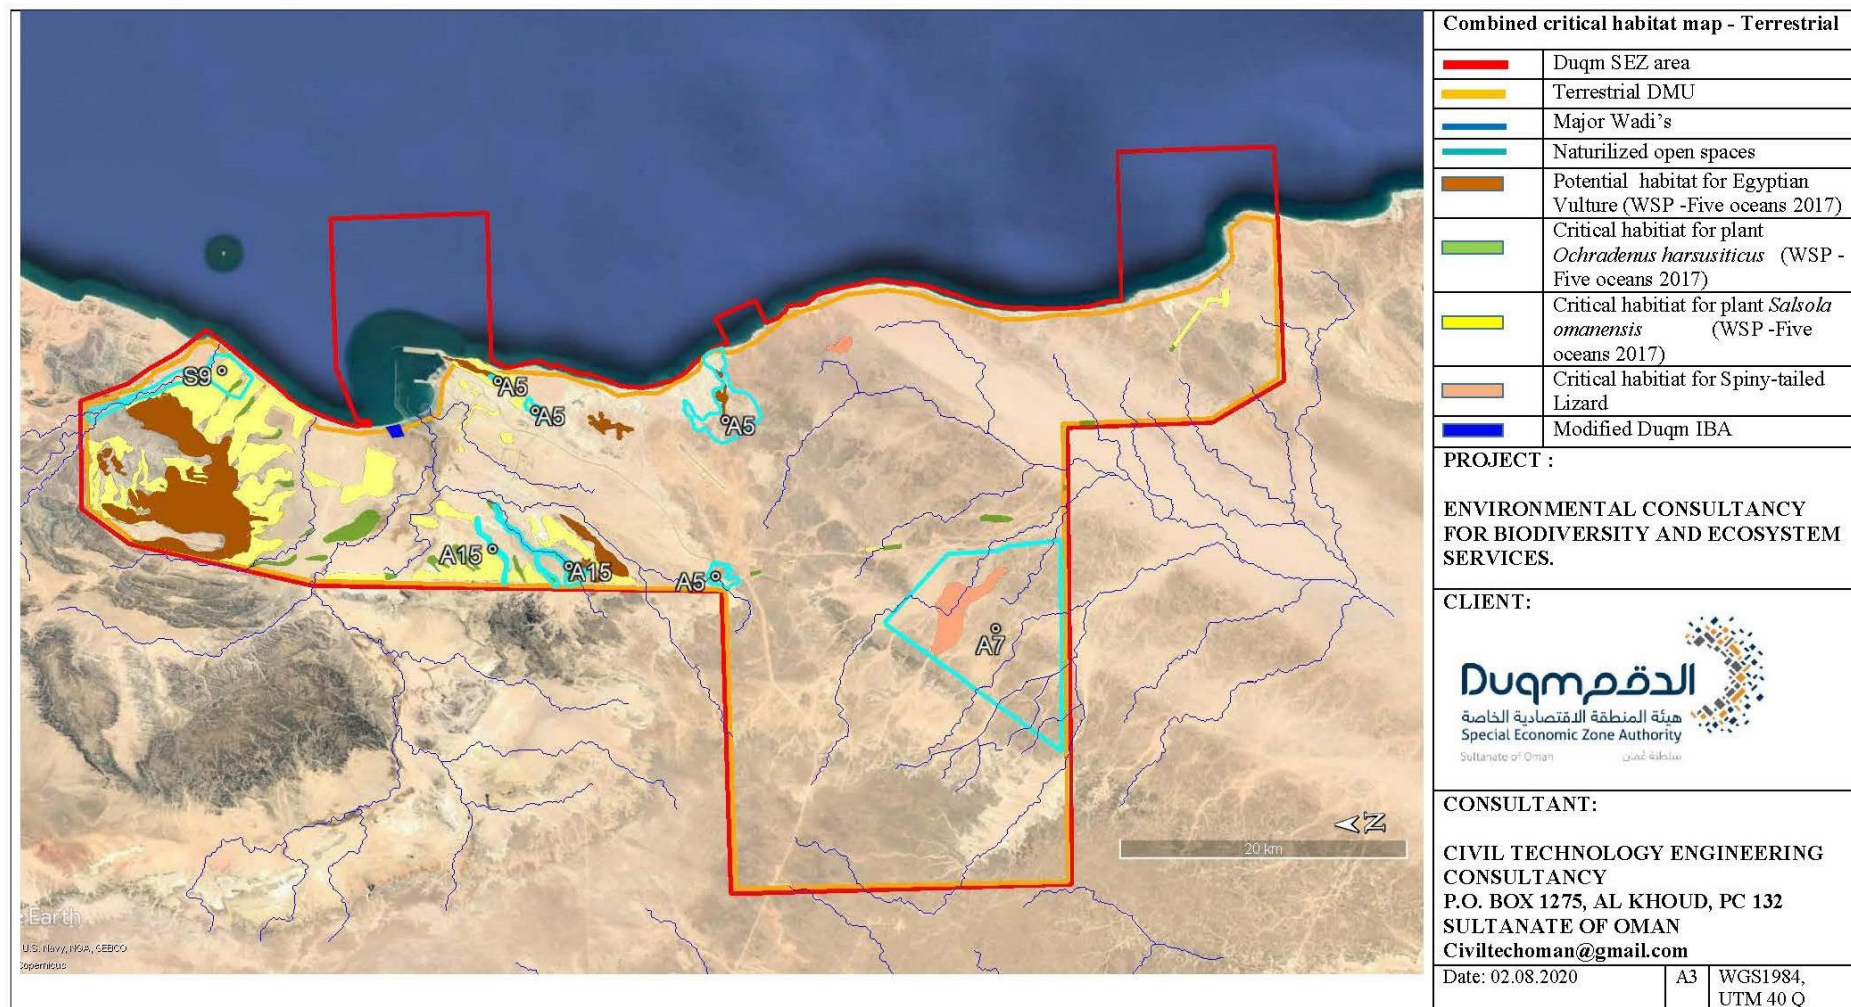 Combined critical habitat map - Terrestrial
Duqm SEZ area
Terrestrial DMU
Major Wadi's
Naturilized open spaces
Potential habitat for Egyptian
Vulture (WSP -Five oceans 2017)
Critical habitiat for plant
Ochradenus harsusiticus (WSP -
Five oceans 2017)
Critical habitiat for plant Salsola
omanensis (WSP -Five
oceans 2017)
Critical habitiat for Spiny-tailed
Lizard
Modified Duqm IBA
PROJECT :
ENVIRONMENTAL CONSULTANCY
FOR BIODIVERSITY AND ECOSYSTEM
SERVICES.
CLIENT:
Duqm الدقم
هيئة المنطقة الاقتصادية الخاصة
Special Economic Zone Authority
Sultanate of Oman سلطنة عُمان
CONSULTANT:
CIVIL TECHNOLOGY ENGINEERING
CONSULTANCY
P.O. BOX 1275, AL KHOUD, PC 132
SULTANATE OF OMAN
Civiltechoman@gmail.com
Date: 02.08.2020 A3 WGS1984,
UTM 40 Q
S9
A5
A5
A5
A15
A15
A5
A7
N
20 km
Earth
U.S. Navy, NGA, GEBCO
Copernicus